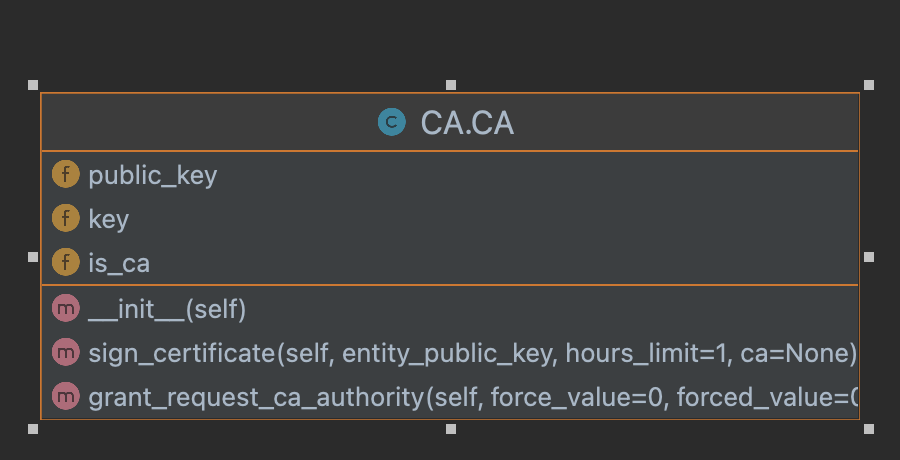 C CA.CA
f public_key
f key
f is_ca
m __init__(self)
m sign_certificate(self, entity_public_key, hours_limit=1, ca=None)
m grant_request_ca_authority(self, force_value=0, forced_value=